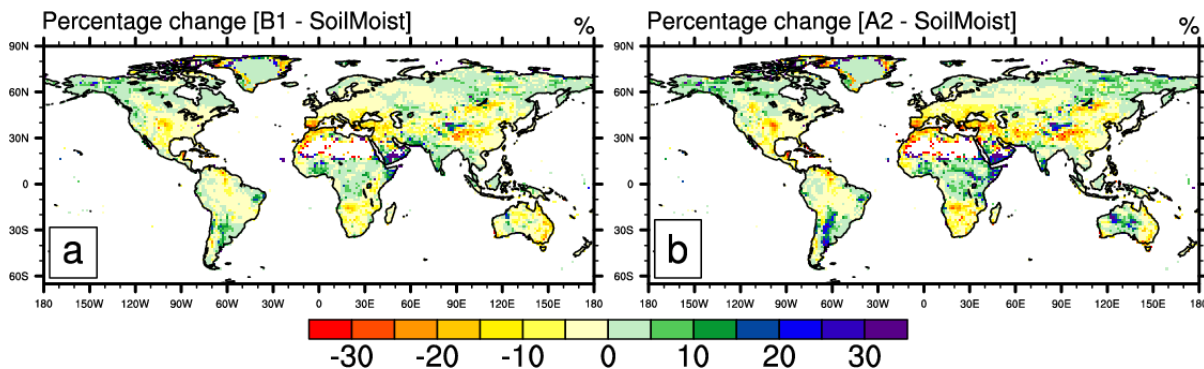 Percentage change [B1 - SoilMoist] %
Percentage change [A2 - SoilMoist] %
90N
60N
30N
0
30S
60S
a
180 150W 120W 90W 60W 30W 0 30E 60E 90E 120E 150E 180
90N
60N
30N
0
30S
60S
b
180 150W 120W 90W 60W 30W 0 30E 60E 90E 120E 150E 180
-30 -20 -10 0 10 20 30